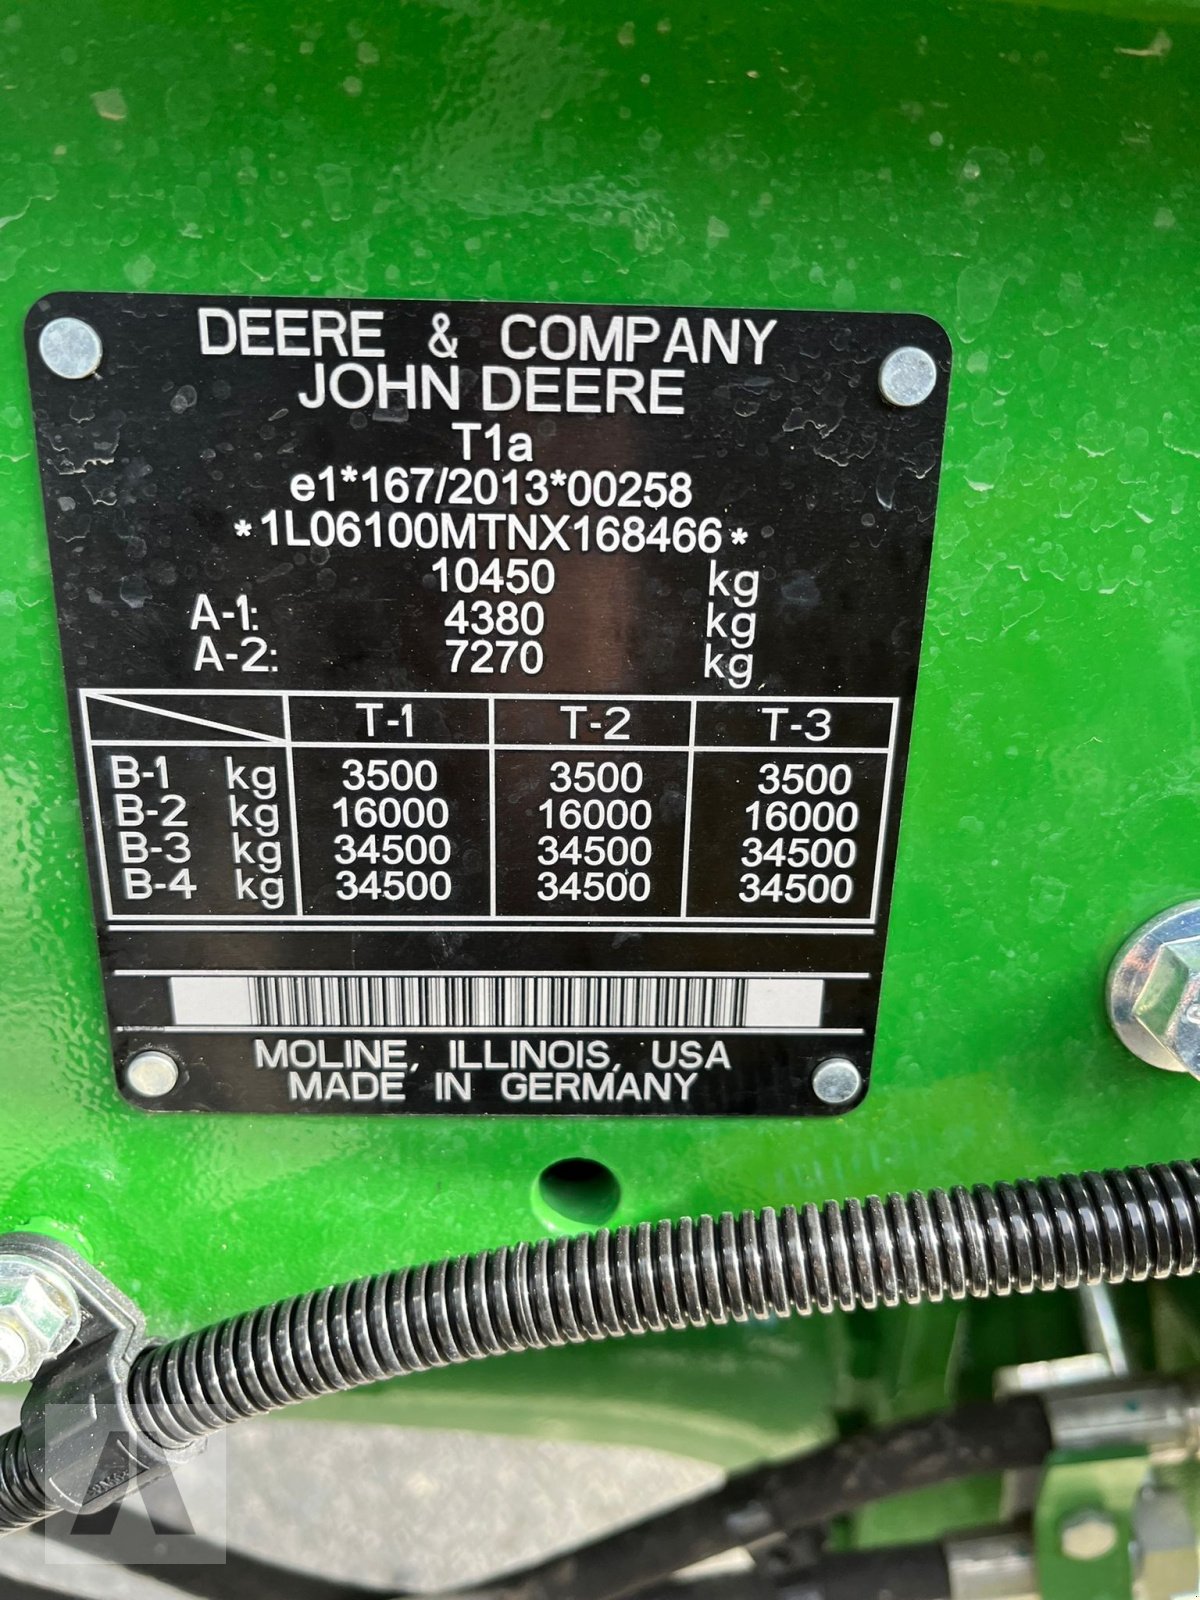 DEERE & COMPANY
JOHN DEERE
T1a
e1*167/2013*00258
*1L06100MTNX168466*
10450 kg
A-1: 4380 kg
A-2: 7270 kg
T-1 T-2 T-3
B-1 kg 3500 3500 3500
B-2 kg 16000 16000 16000
B-3 kg 34500 34500 34500
B-4 kg 34500 34500 34500
MOLINE, ILLINOIS, USA
MADE IN GERMANY